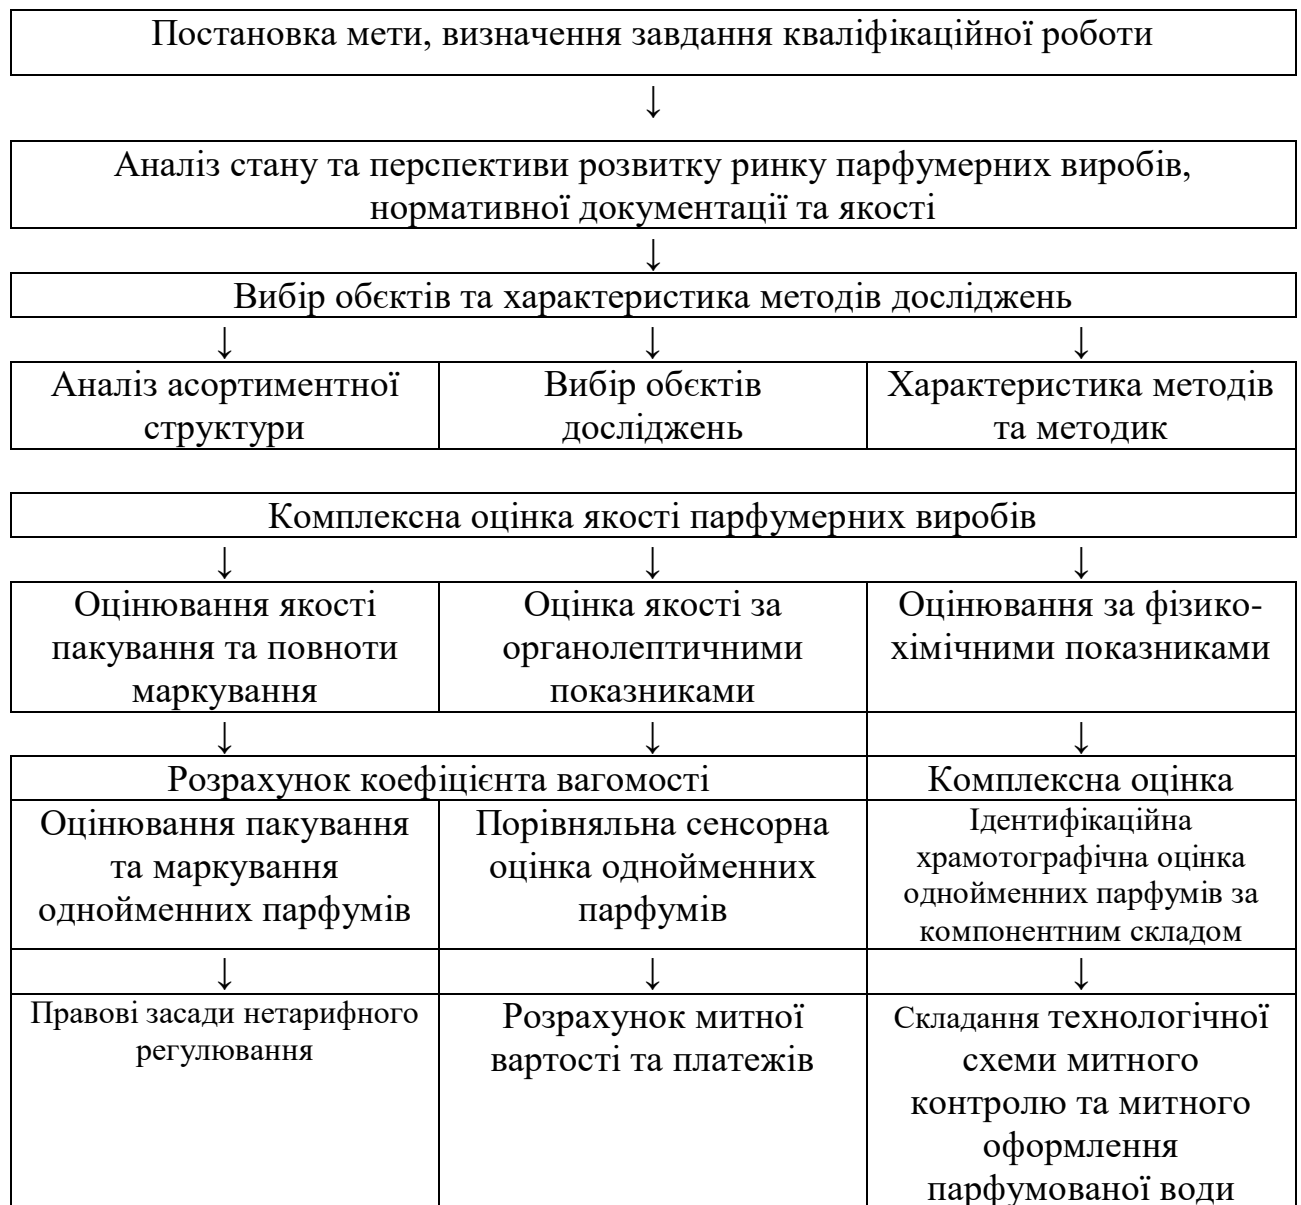 Постановка мети, визначення завдання кваліфікаційної роботи
↓
Аналіз стану та перспективи розвитку ринку парфумерних виробів,
нормативної документації та якості
↓
Вибір обєктів та характеристика методів досліджень
↓ ↓ ↓
Аналіз асортиментної
структури
Вибір обєктів
досліджень
Характеристика методів
та методик
Комплексна оцінка якості парфумерних виробів
↓ ↓ ↓
Оцінювання якості
пакування та повноти
маркування
Оцінка якості за
органолептичними
показниками
Оцінювання за фізико-
хімічними показниками
↓ ↓ ↓
Розрахунок коефіцієнта вагомості
Комплексна оцінка
Оцінювання пакування
та маркування
однойменних парфумів
Порівняльна сенсорна
оцінка однойменних
парфумів
Ідентифікаційна
храмотографічна оцінка
однойменних парфумів за
компонентним складом
↓ ↓ ↓
Правові засади нетарифного
регулювання
Розрахунок митної
вартості та платежів
Складання технологічної
схеми митного
контролю та митного
оформлення
парфумованої води